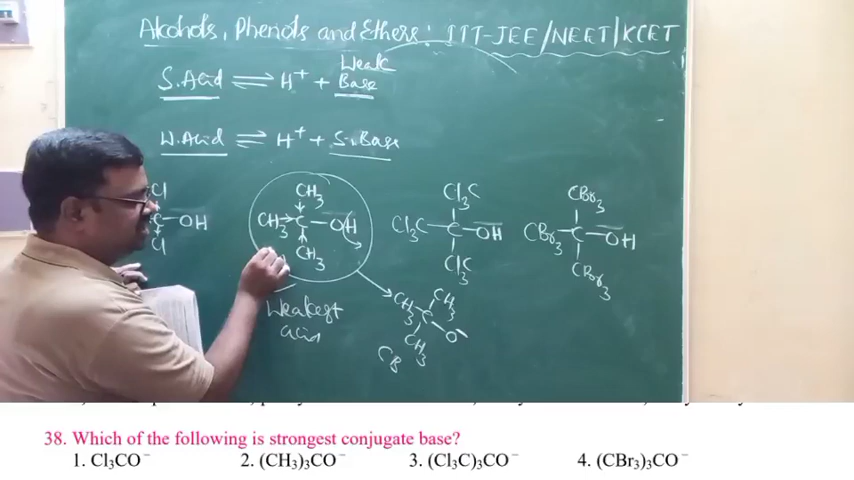 Alcohols, Phenols and Ethers: IIT-JEE/NEET/KCET
S.Acid ⇌ H⁺ + Weak Base
W.Acid ⇌ H⁺ + S.Base
Cl
C—OH
Cl
CH₃
CH₃→C—OH
CH₃
Weakest
acid
CH₃ CH₃
C
CH₃ O⁻
Cl₃C
Cl₃C—C—OH
Cl₃C
CBr₃
CBr₃—C—OH
CBr₃
38. Which of the following is strongest conjugate base?
1. Cl₃CO⁻ 2. (CH₃)₃CO⁻ 3. (Cl₃C)₃CO⁻ 4. (CBr₃)₃CO⁻